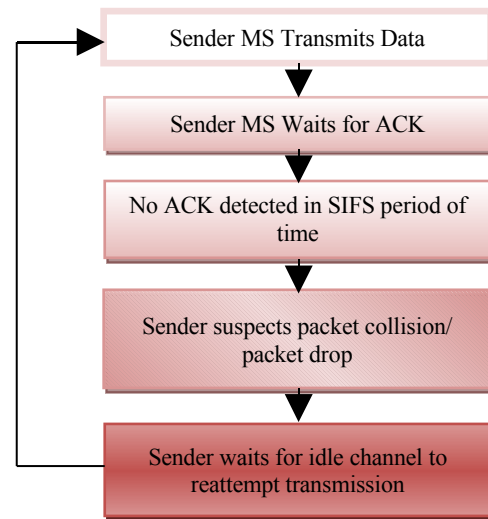 Sender MS Transmits Data
Sender MS Waits for ACK
No ACK detected in SIFS period of
time
Sender suspects packet collision/
packet drop
Sender waits for idle channel to
reattempt transmission